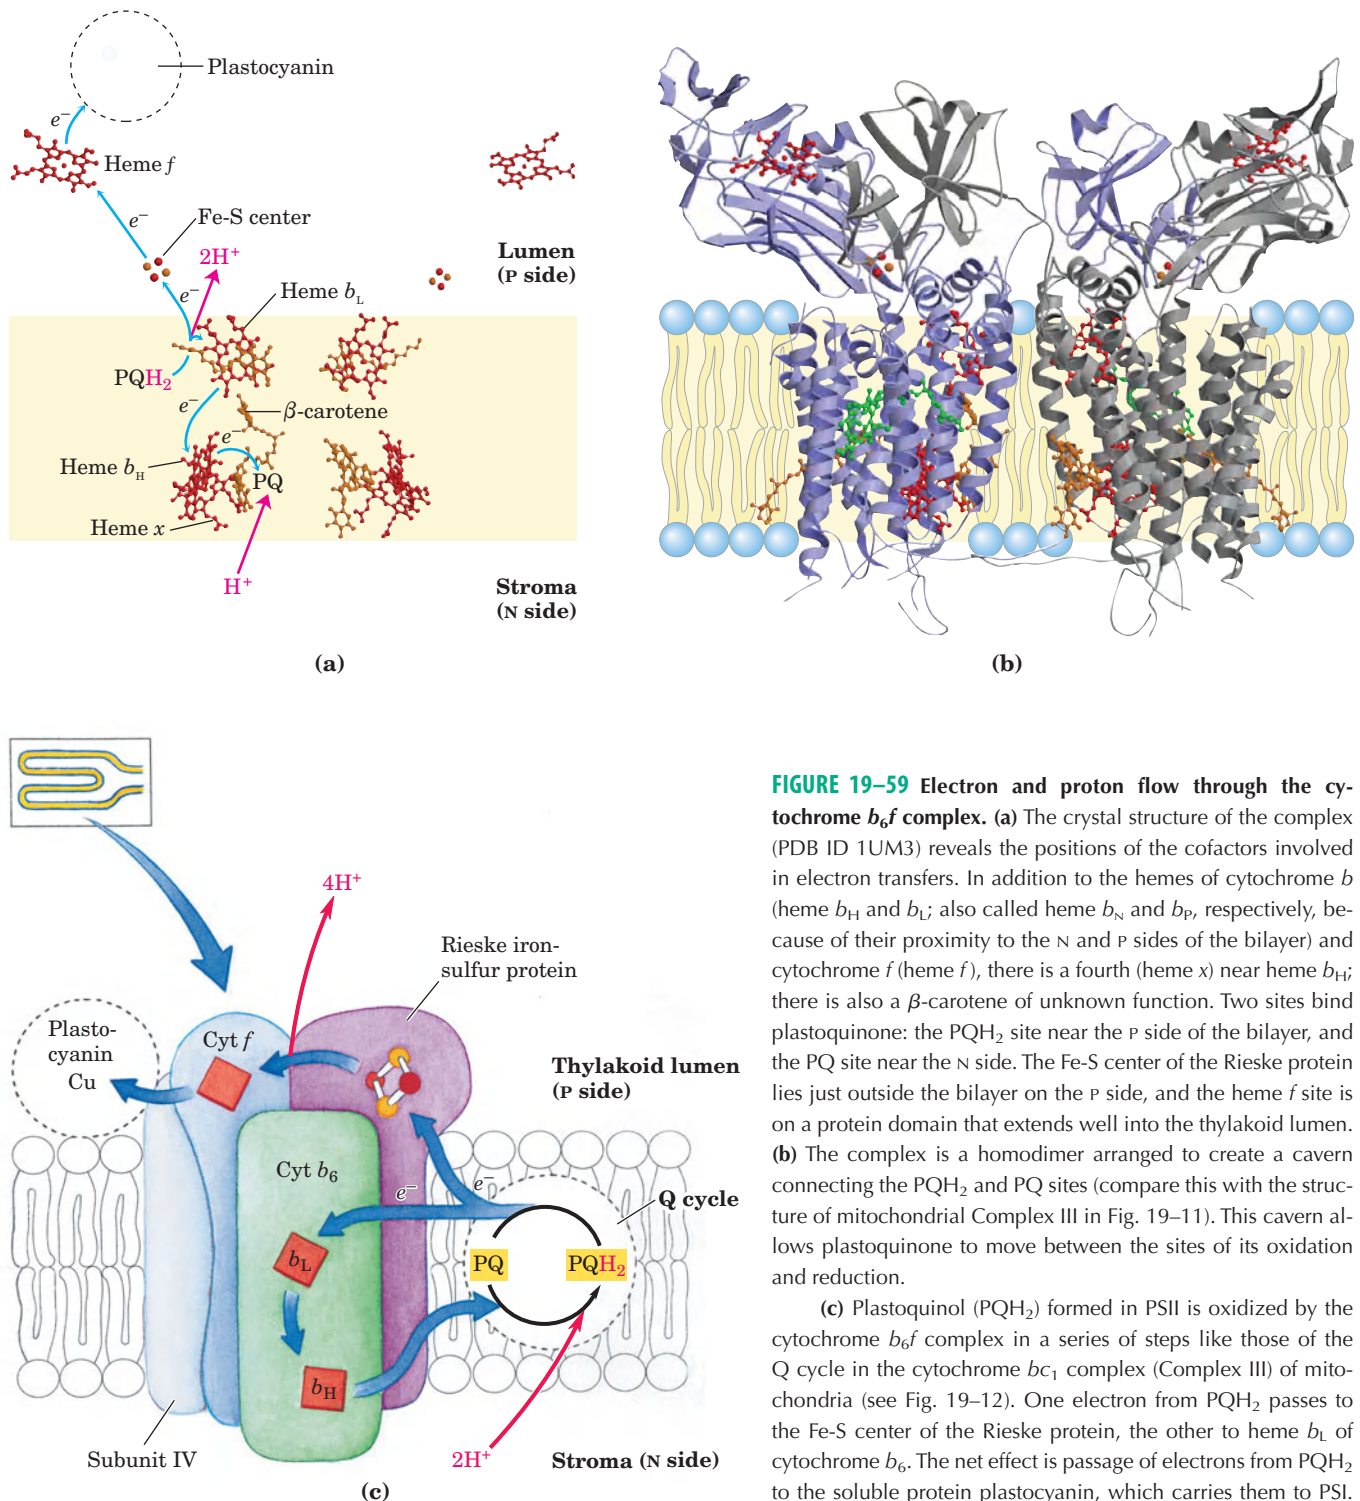 Plastocyanin
e–
Heme f
e–
Fe-S center
2H+
Lumen
(P side)
e–
Heme bL
PQH2
e–
β-carotene
e–
Heme bH
PQ
Heme x
H+
Stroma
(N side)
(a)
(b)
4H+
Rieske iron-
sulfur protein
Plasto-
cyanin
Cu
Cyt f
Thylakoid lumen
(P side)
Cyt b6
e–
e–
Q cycle
bL
PQ
PQH2
bH
Subunit IV
2H+
Stroma (N side)
(c)
FIGURE 19–59 Electron and proton flow through the cy-
tochrome b6f complex. (a) The crystal structure of the complex
(PDB ID 1UM3) reveals the positions of the cofactors involved
in electron transfers. In addition to the hemes of cytochrome b
(heme bH and bL; also called heme bN and bP, respectively, be-
cause of their proximity to the N and P sides of the bilayer) and
cytochrome f (heme f), there is a fourth (heme x) near heme bH;
there is also a β-carotene of unknown function. Two sites bind
plastoquinone: the PQH2 site near the P side of the bilayer, and
the PQ site near the N side. The Fe-S center of the Rieske protein
lies just outside the bilayer on the P side, and the heme f site is
on a protein domain that extends well into the thylakoid lumen.
(b) The complex is a homodimer arranged to create a cavern
connecting the PQH2 and PQ sites (compare this with the struc-
ture of mitochondrial Complex III in Fig. 19–11). This cavern al-
lows plastoquinone to move between the sites of its oxidation
and reduction.
(c) Plastoquinol (PQH2) formed in PSII is oxidized by the
cytochrome b6f complex in a series of steps like those of the
Q cycle in the cytochrome bc1 complex (Complex III) of mito-
chondria (see Fig. 19–12). One electron from PQH2 passes to
the Fe-S center of the Rieske protein, the other to heme bL of
cytochrome b6. The net effect is passage of electrons from PQH2
to the soluble protein plastocyanin, which carries them to PSI.